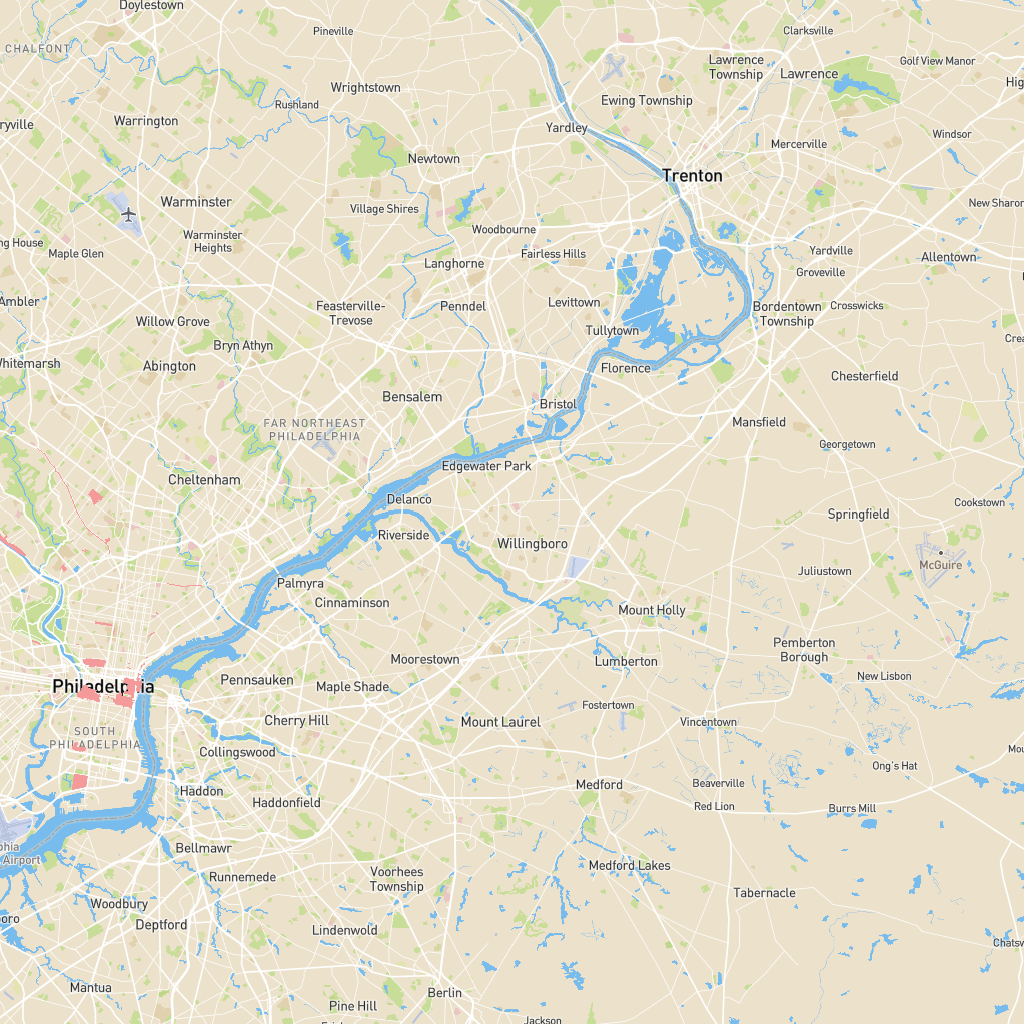 Doylestown
Pineville
Clarksville
CHALFONT
Lawrence
Township
Golf View Manor
Lawrence
Wrightstown
Rushland
Ewing Township
Warrington
Yardley
Windsor
Mercerville
Newtown
Trenton
Warminster
Village Shires
New Sharon
Woodbourne
Warminster
Heights
Maple Glen
Fairless Hills
Yardville
Allentown
Langhorne
Groveville
Ambler
Levittown
Penndel
Feasterville-
Trevose
Bordentown
Township
Crosswicks
Willow Grove
Tullytown
Bryn Athyn
Abington
Florence
Chesterfield
Bensalem
Bristol
FAR NORTHEAST
PHILADELPHIA
Mansfield
Georgetown
Edgewater Park
Cheltenham
Delanco
Cookstown
Springfield
Riverside
Willingboro
McGuire
Juliustown
Palmyra
Cinnaminson
Mount Holly
Pemberton
Borough
Moorestown
Lumberton
New Lisbon
Pennsauken
Philadelphia
Maple Shade
Fostertown
Cherry Hill
Mount Laurel
Vincentown
SOUTH
PHILADELPHIA
Collingswood
Ong's Hat
Medford
Beaverville
Haddon
Haddonfield
Red Lion
Burrs Mill
Airport
Bellmawr
Medford Lakes
Runnemede
Voorhees
Township
Tabernacle
Woodbury
Deptford
Lindenwold
Mantua
Berlin
Pine Hill
Jackson